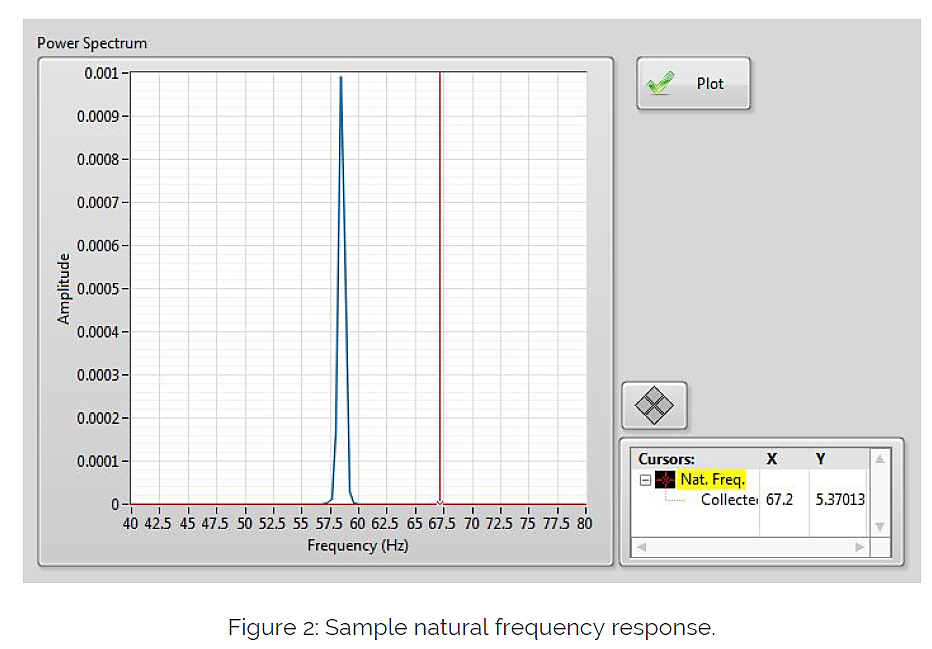 Power Spectrum
Plot
Amplitude
0.001
0.0009
0.0008
0.0007
0.0006
0.0005
0.0004
0.0003
0.0002
0.0001
0
40 42.5 45 47.5 50 52.5 55 57.5 60 62.5 65 67.5 70 72.5 75 77.5 80
Frequency (Hz)
Cursors: X Y
Nat. Freq.
Collecte 67.2 5.37013
Figure 2: Sample natural frequency response.